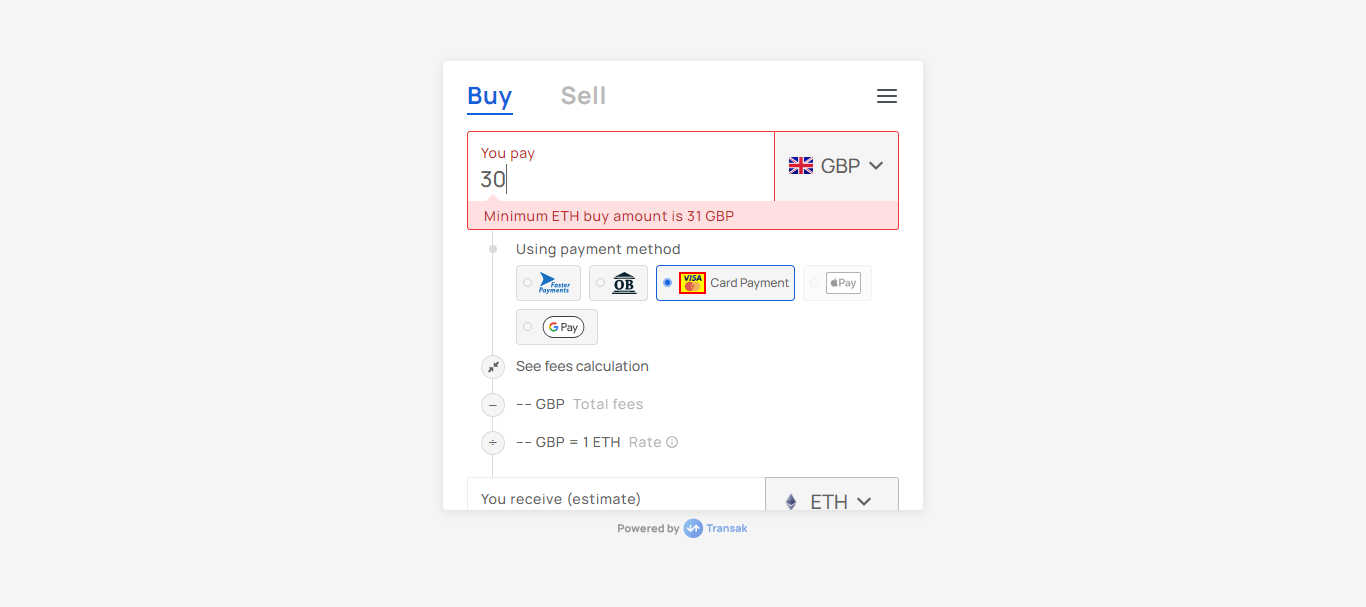 Buy Sell
You pay
30
GBP
Minimum ETH buy amount is 31 GBP
Using payment method
Faster Payments
OB
VISA Card Payment
Pay
G Pay
See fees calculation
−
-- GBP Total fees
÷
-- GBP = 1 ETH Rate
You receive (estimate)
ETH
Powered by Transak